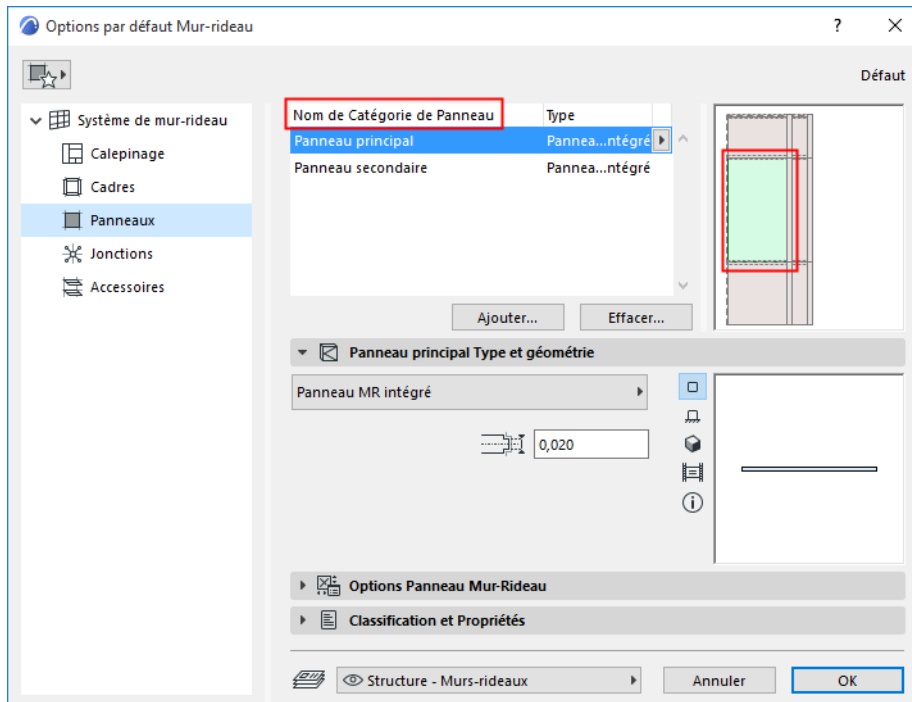 Options par défaut Mur-rideau ?
Défaut
Système de mur-rideau
Calepinage
Cadres
Panneaux
Jonctions
Accessoires
Nom de Catégorie de Panneau Type
Panneau principal Pannea...ntégré
Panneau secondaire Pannea...ntégré
Ajouter... Effacer...
Panneau principal Type et géométrie
Panneau MR intégré
0,020
Options Panneau Mur-Rideau
Classification et Propriétés
Structure - Murs-rideaux Annuler OK